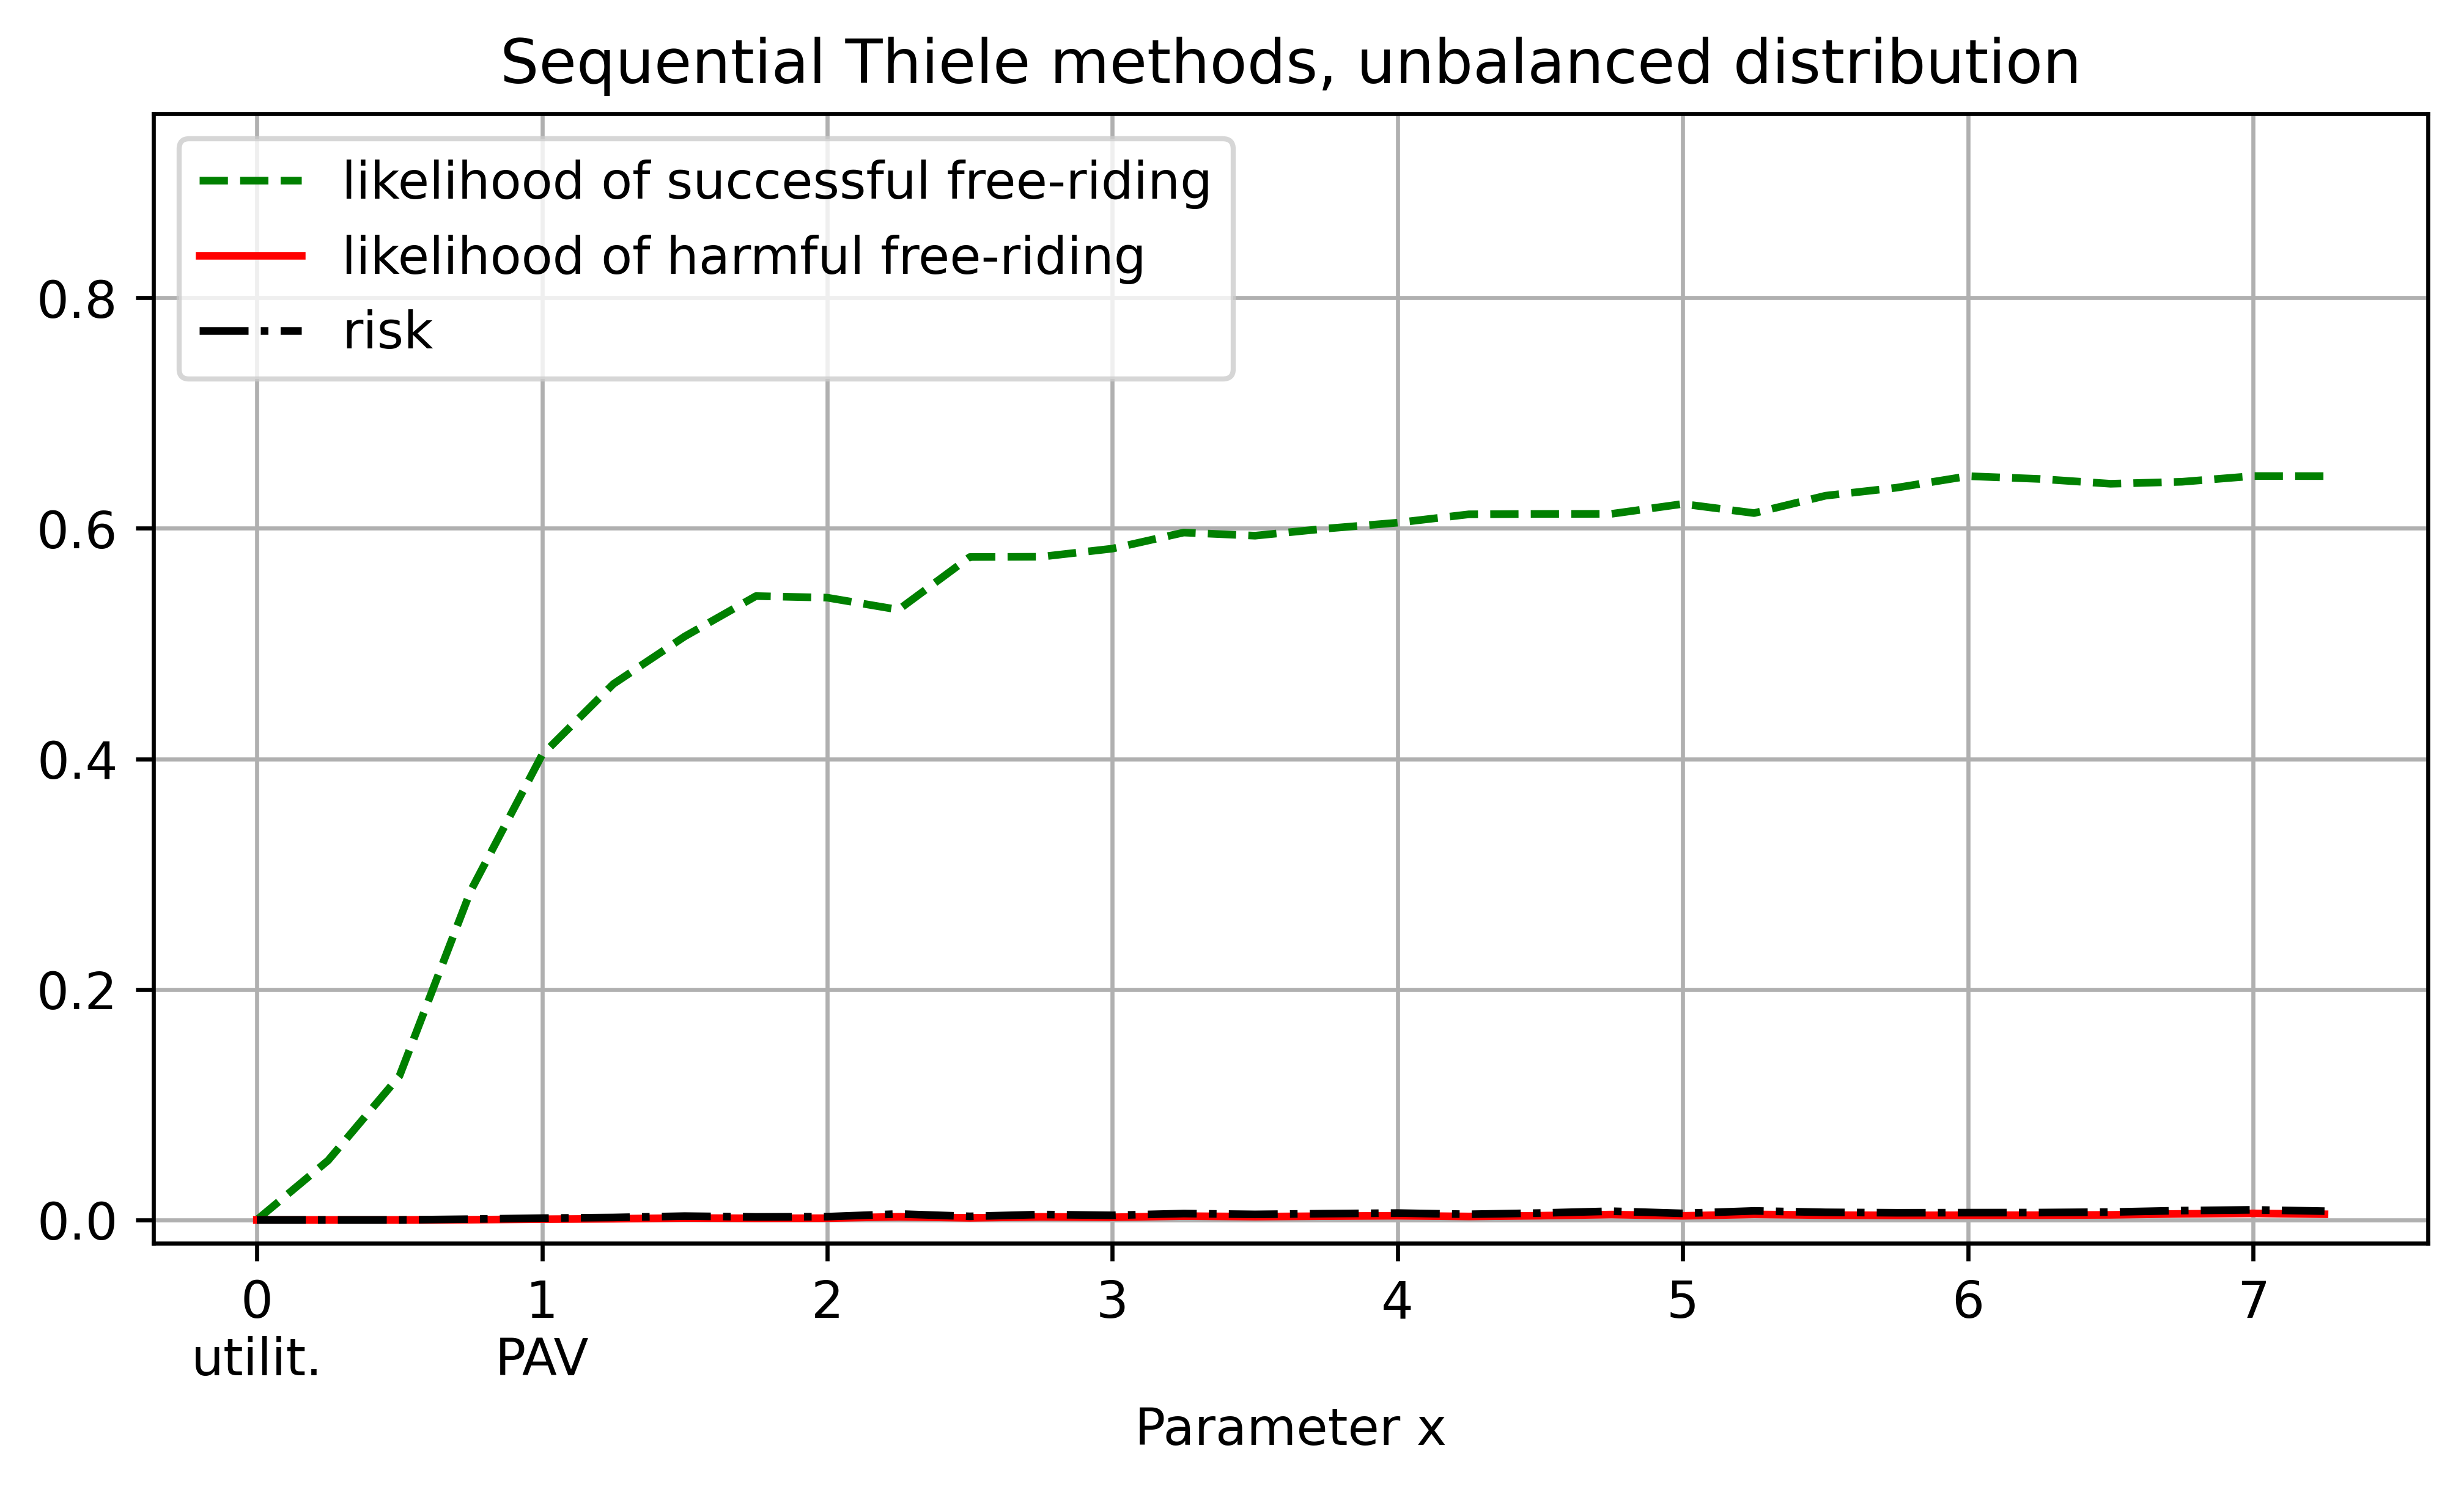 Sequential Thiele methods, unbalanced distribution
likelihood of successful free-riding
likelihood of harmful free-riding
risk
0.8
0.6
0.4
0.2
0.0
0 1 2 3 4 5 6 7
utilit. PAV
Parameter x